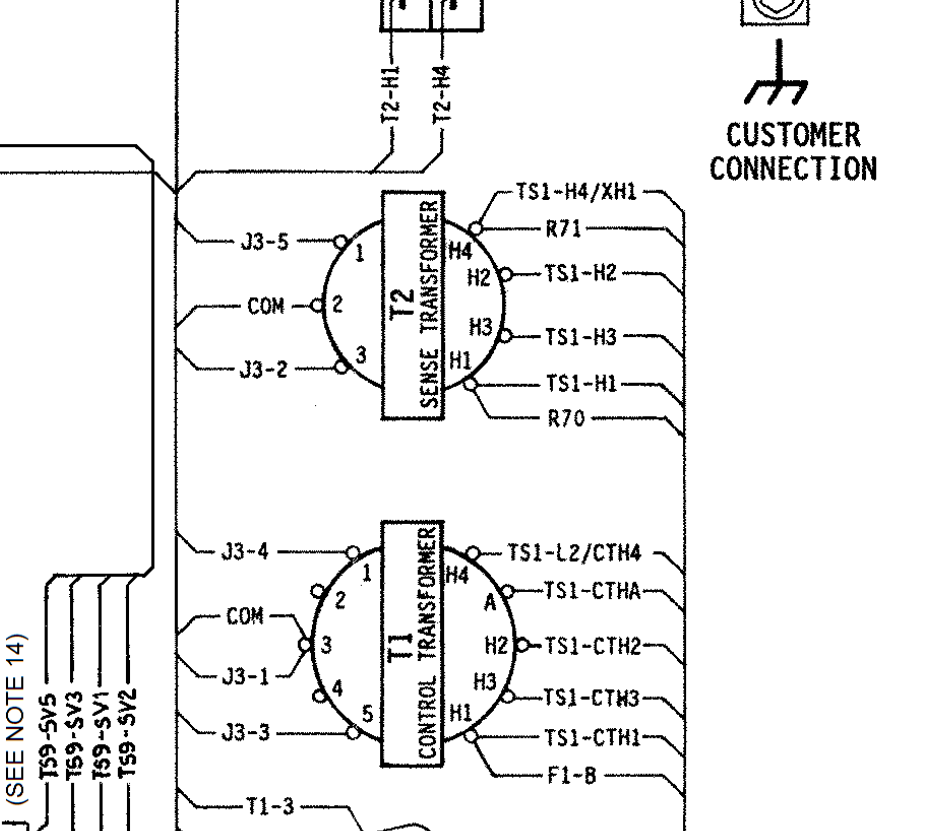 T2-H1
T2-H4
CUSTOMER
CONNECTION
TS1-H4/XH1
R71
J3-5
1
H4
H2
TS1-H2
COM
2
T2
SENSE TRANSFORMER
H3
TS1-H3
J3-2
3
H1
TS1-H1
R70
J3-4
1
H4
TS1-L2/CTH4
2
A
TS1-CTHA
COM
3
T1
CONTROL TRANSFORMER
H2
TS1-CTH2
J3-1
4
H3
TS1-CTH3
J3-3
5
H1
TS1-CTH1
F1-B
T1-3
(SEE NOTE 14)
TS9-SV5
TS9-SV3
TS9-SV1
TS9-SV2